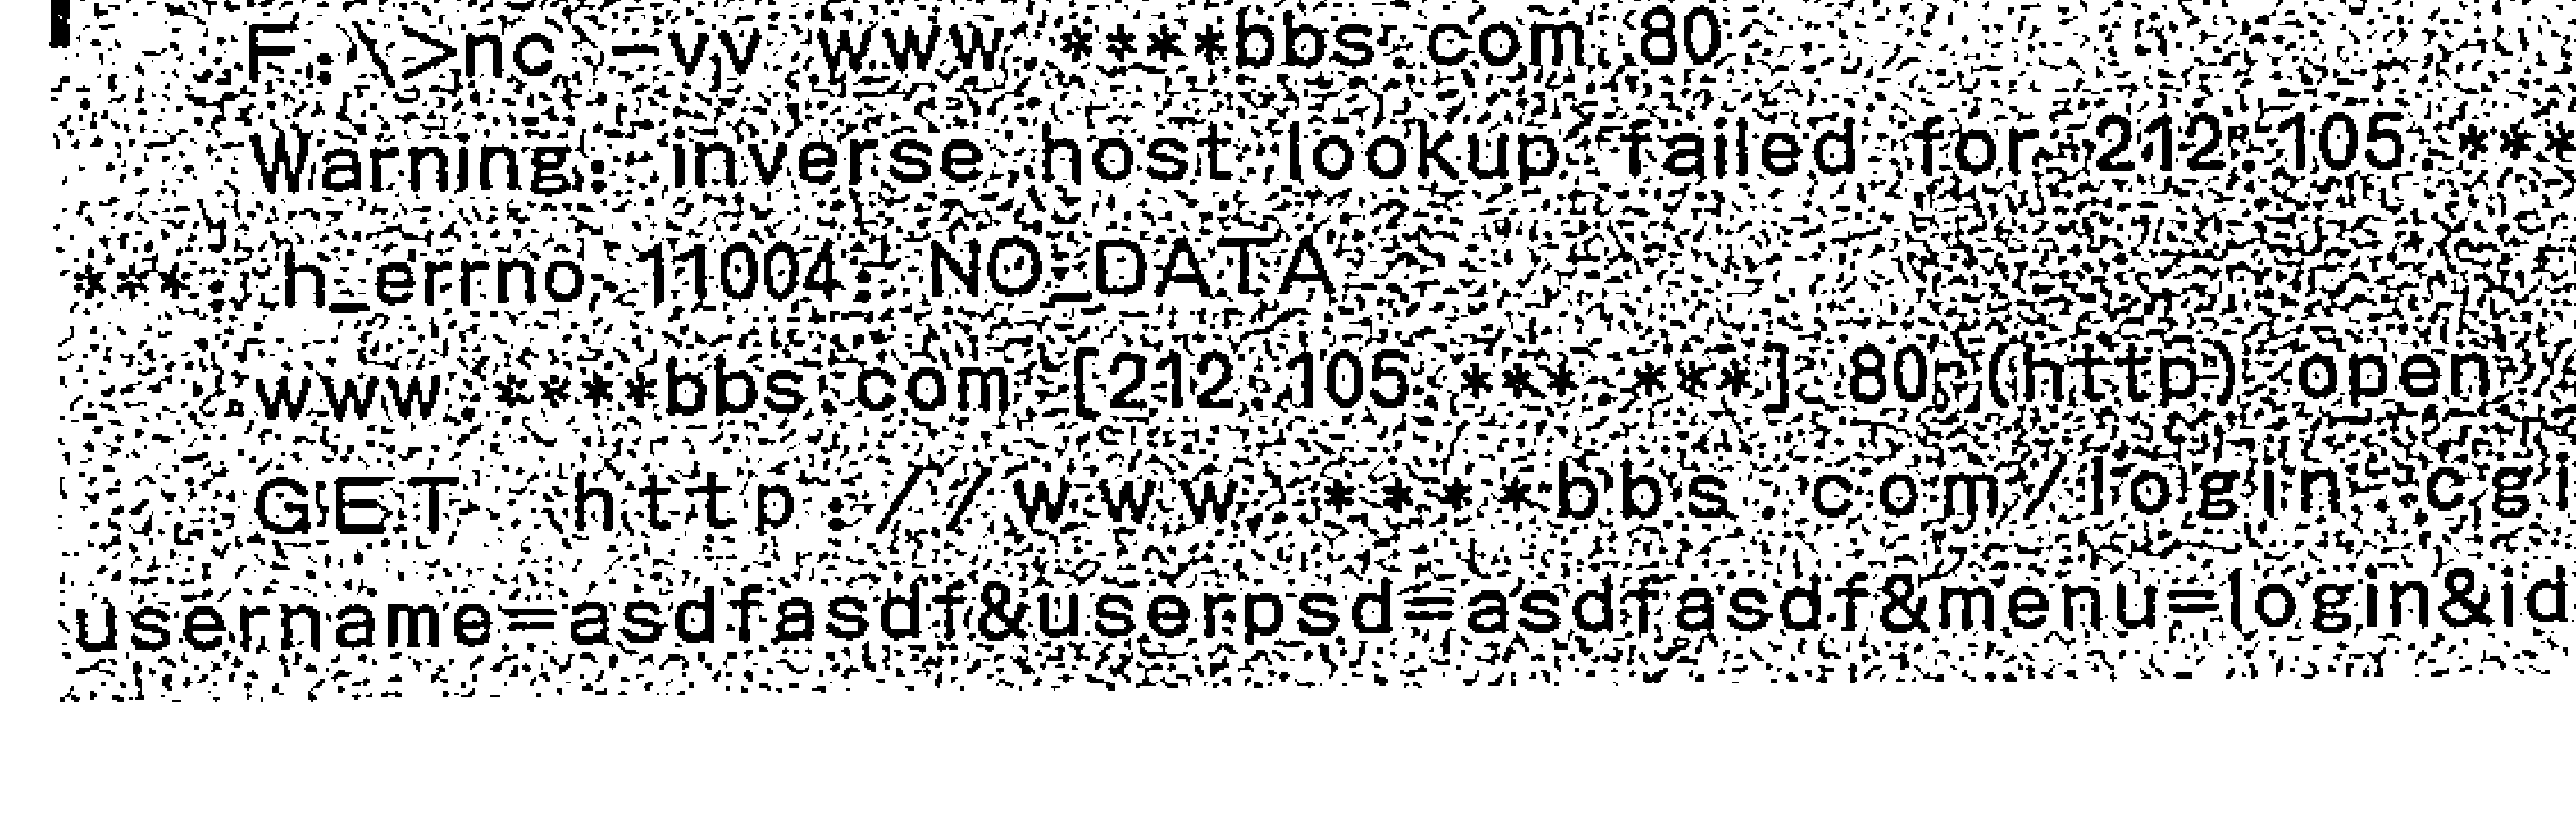 F:\>nc -vv www.****bbs.com 80
Warning: inverse host lookup failed for 212.105.***
***: h_errno 11004: NO_DATA
www.****bbs.com [212.105.***.***] 80 (http) open
GET http://www.****bbs.com/login.cgi
username=asdfasdf&userpsd=asdfasdf&menu=login&id